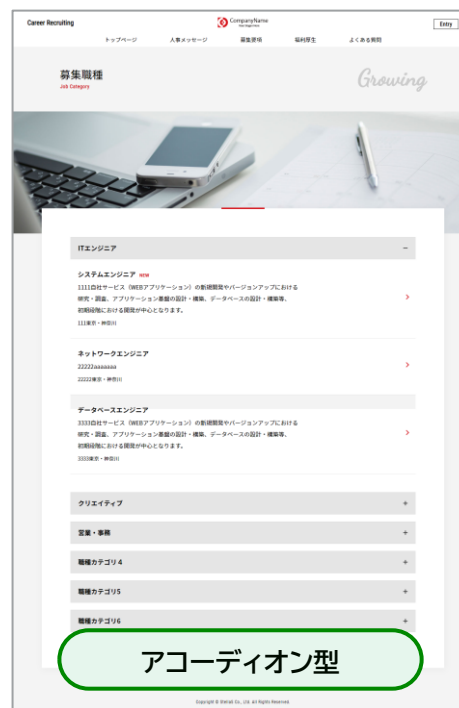 Career Recruiting
CompanyName
Entry
トップページ 人事メッセージ 募集要項 福利厚生 よくある質問
募集職種
Job Category
Growing
ITエンジニア −
システムエンジニア NEW
1111自社サービス（WEBアプリケーション）の新規開発やバージョンアップにおける
研究・調査、アプリケーション基盤の設計・構築、データベースの設計・構築等、
初期段階における開発が中心となります。
111東京・神奈川
ネットワークエンジニア
22222aaaaaaa
22222東京・神奈川
データベースエンジニア
3333自社サービス（WEBアプリケーション）の新規開発やバージョンアップにおける
研究・調査、アプリケーション基盤の設計・構築、データベースの設計・構築等、
初期段階における開発が中心となります。
3333東京・神奈川
クリエイティブ +
営業・事務 +
職種カテゴリ4 +
職種カテゴリ5 +
職種カテゴリ6 +
アコーディオン型